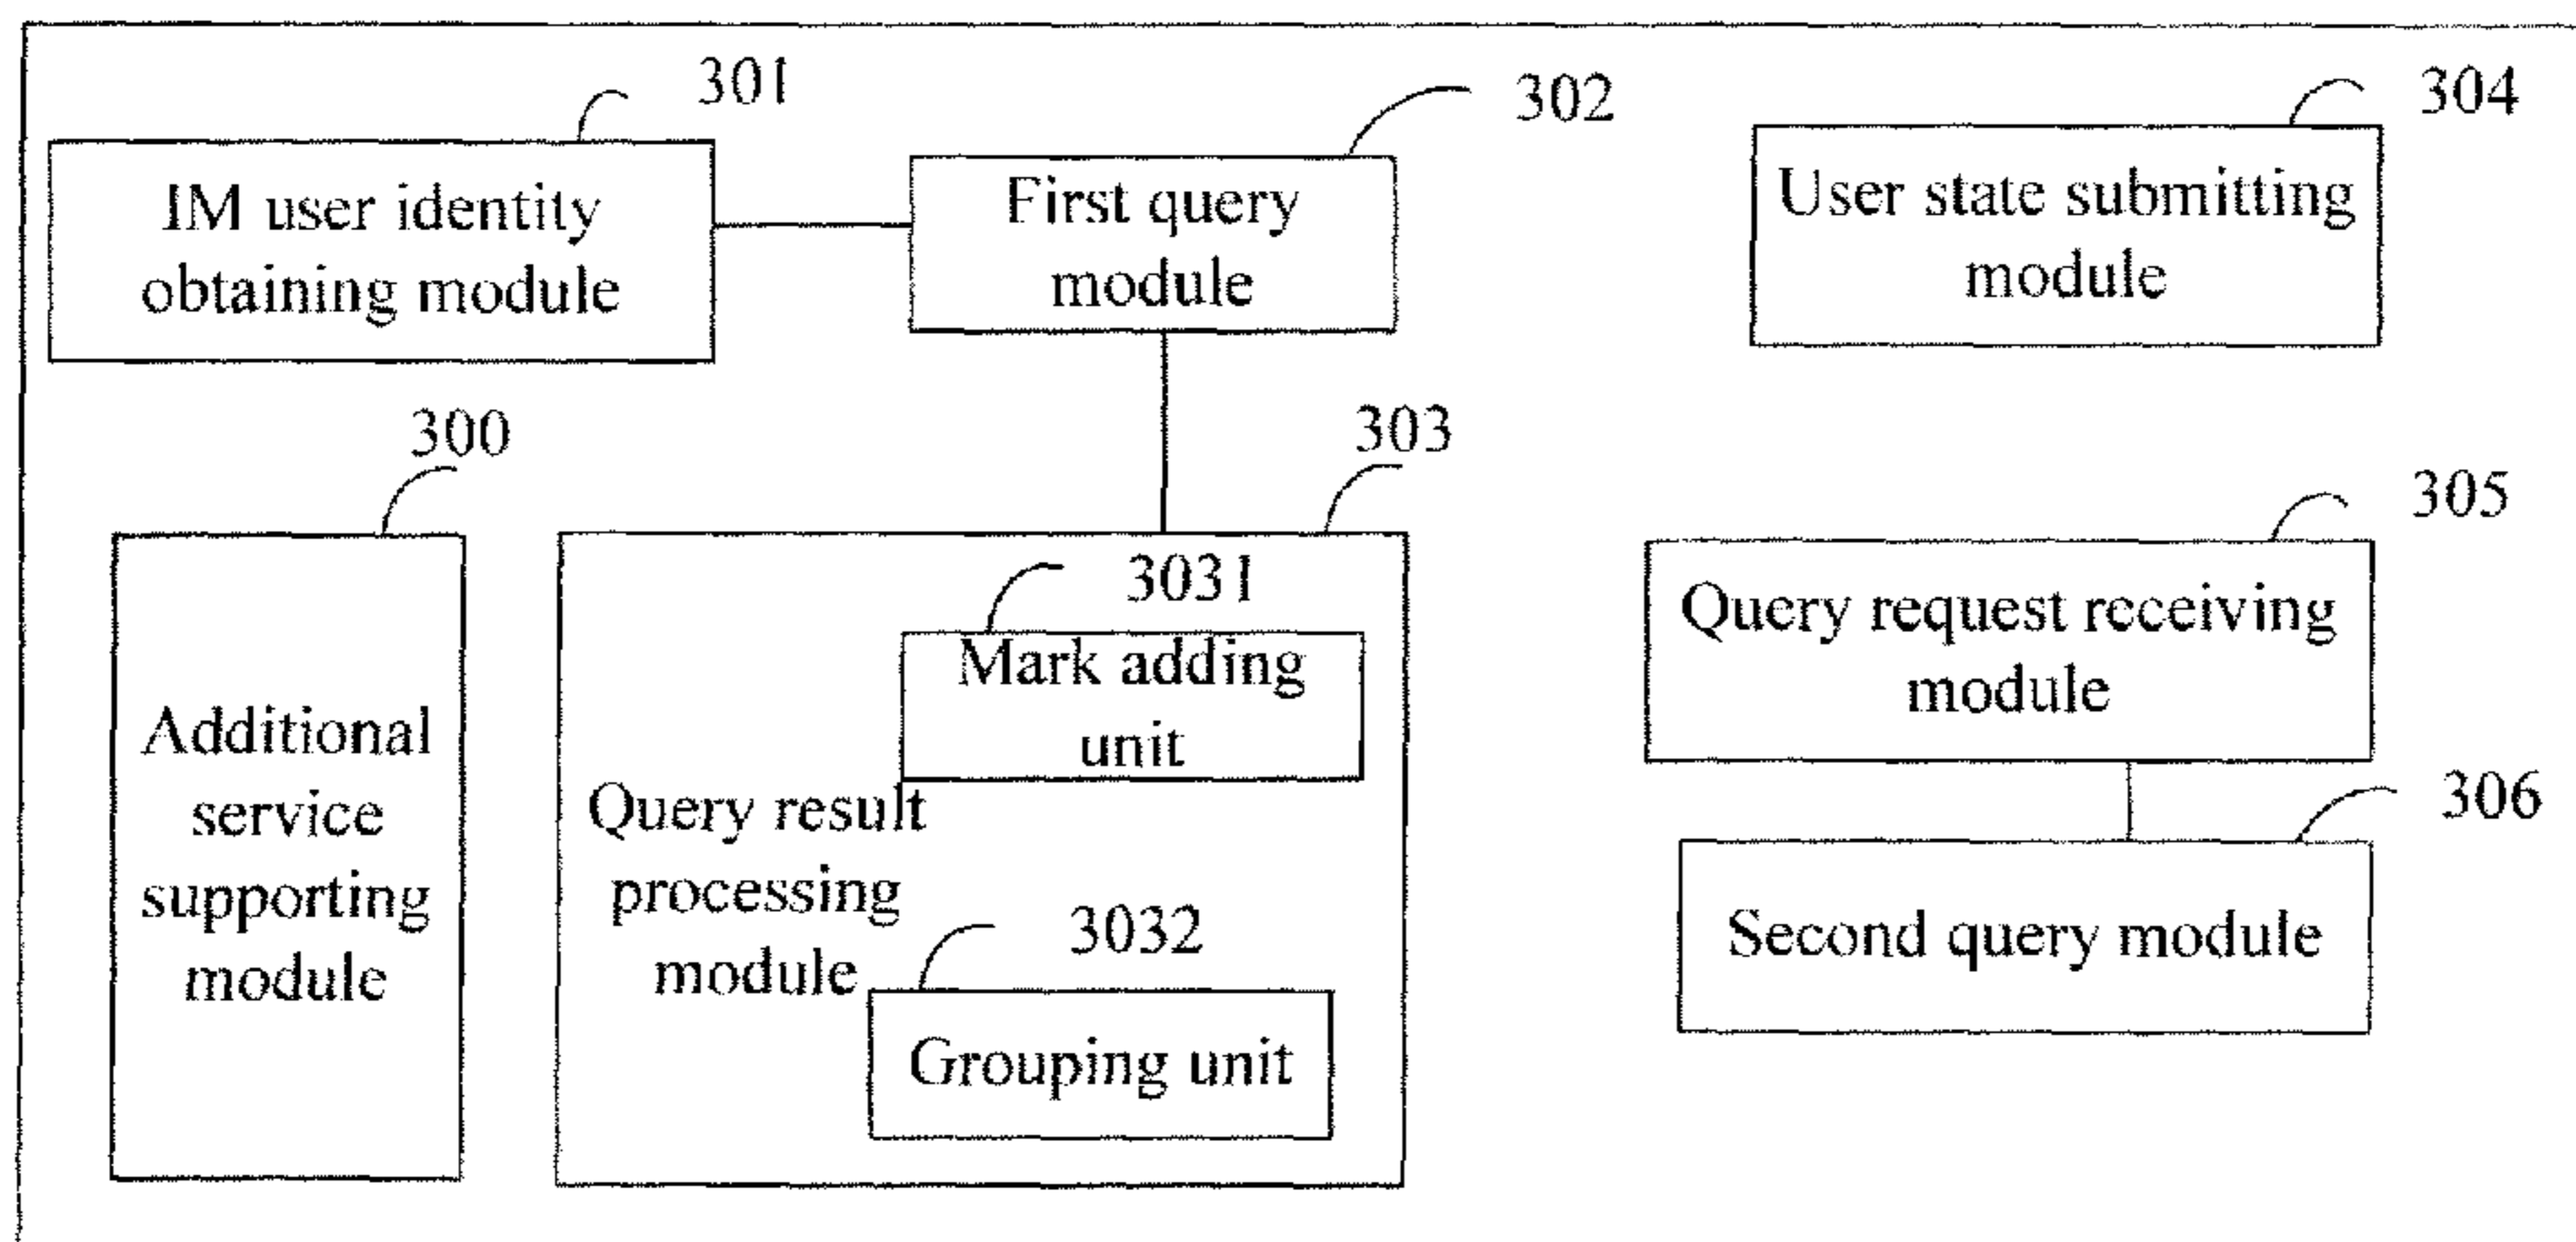 301
302
304
IM user identity
obtaining module
First query
module
User state submitting
module
300
303
305
3031
Mark adding
unit
Query request receiving
module
306
Additional
service
supporting
module
Query result
processing
module
3032
Grouping unit
Second query module